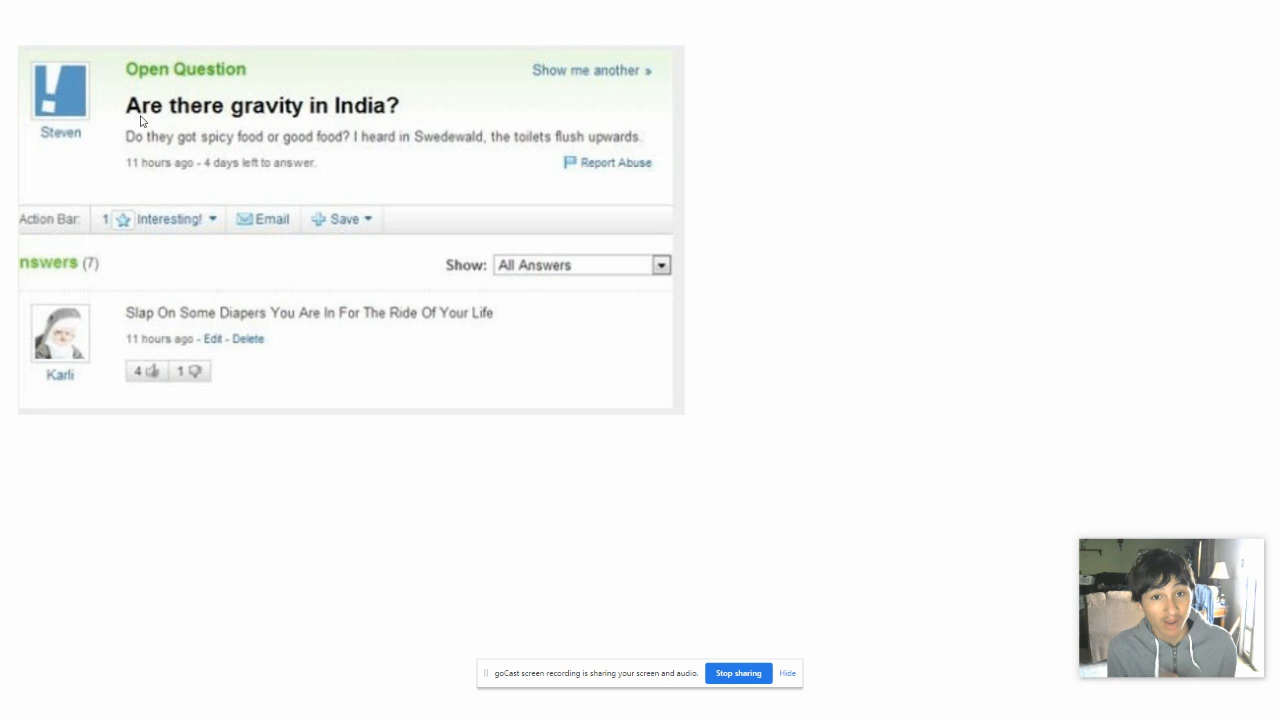 Open Question
Show me another »
Are there gravity in India?
Steven
Do they got spicy food or good food? I heard in Swedewald, the toilets flush upwards.
11 hours ago - 4 days left to answer.
Report Abuse
Action Bar:
1 Interesting!
Email
Save
nswers (7)
Show: All Answers
Slap On Some Diapers You Are In For The Ride Of Your Life
11 hours ago - Edit - Delete
Karli
4
1
goCast screen recording is sharing your screen and audio.
Stop sharing
Hide